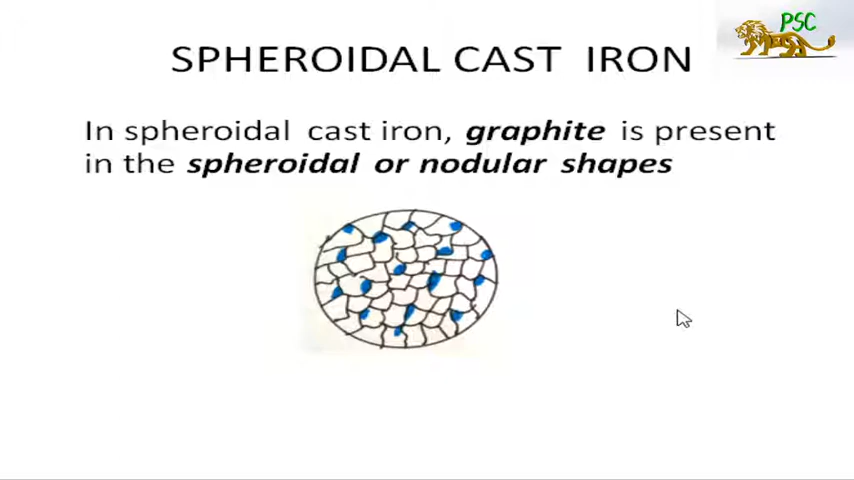 PSC
SPHEROIDAL CAST IRON
In spheroidal cast iron, graphite is present
in the spheroidal or nodular shapes